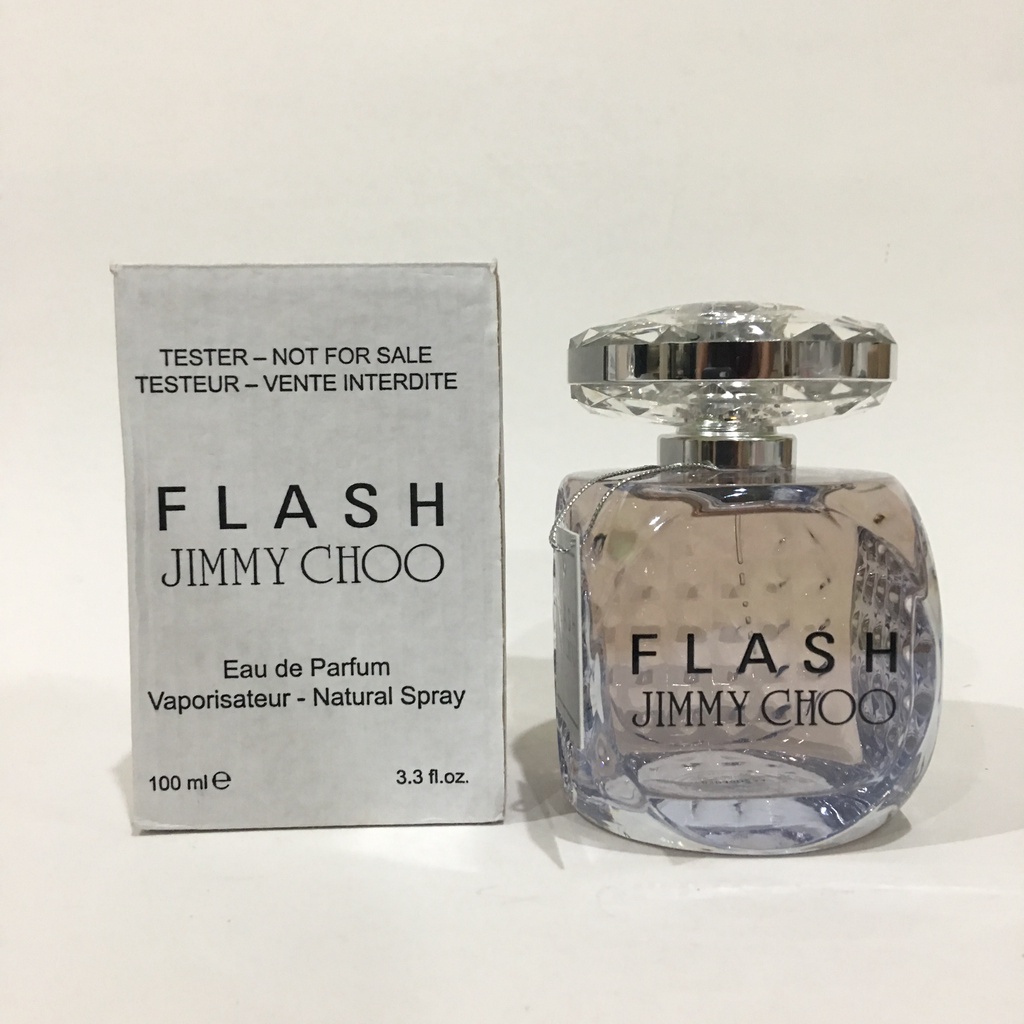 TESTER – NOT FOR SALE
TESTEUR – VENTE INTERDITE
FLASH
JIMMY CHOO
Eau de Parfum
Vaporisateur - Natural Spray
100 ml ℮
3.3 fl.oz.
FLASH
JIMMY CHOO